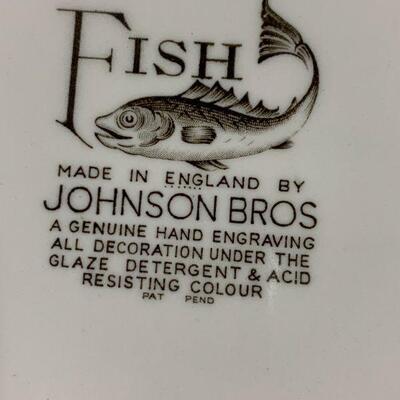 FISH
MADE IN ENGLAND BY
JOHNSON BROS
A GENUINE HAND ENGRAVING
ALL DECORATION UNDER THE
GLAZE DETERGENT & ACID
RESISTING COLOUR
PAT PEND